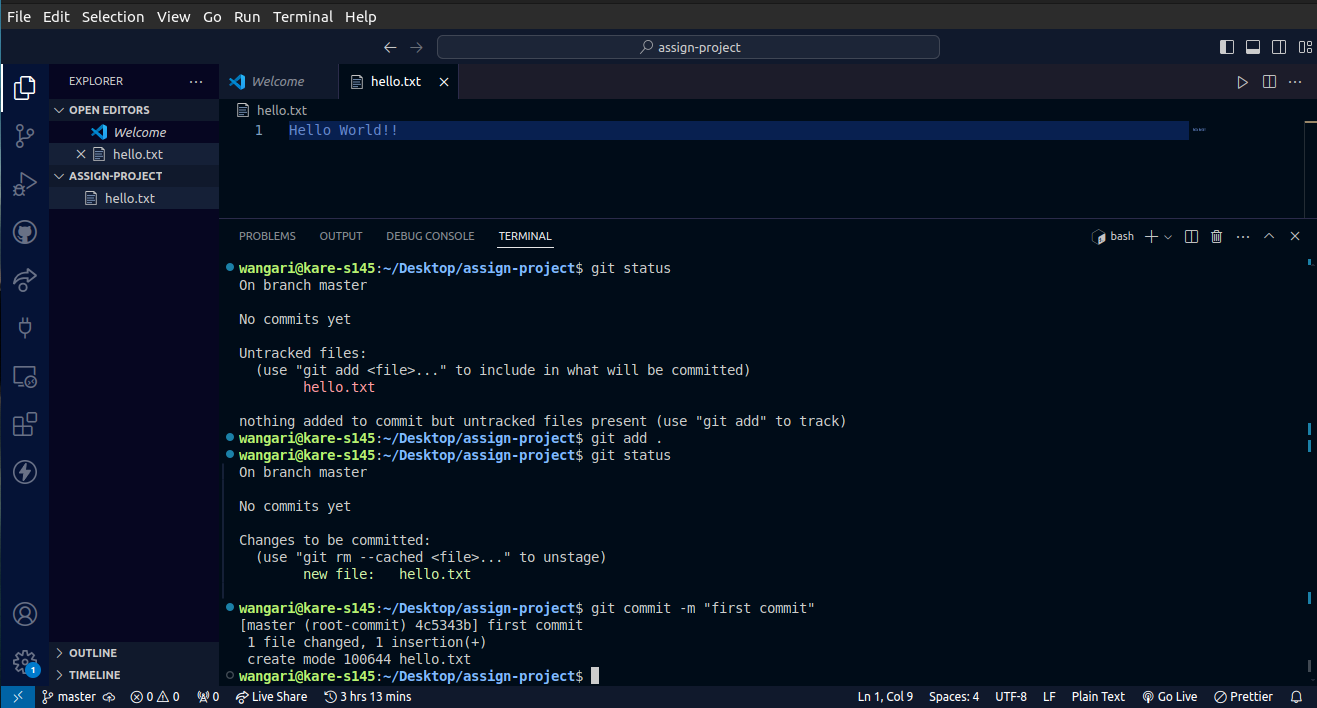 File Edit Selection View Go Run Terminal Help
assign-project
EXPLORER
OPEN EDITORS
Welcome
hello.txt
ASSIGN-PROJECT
hello.txt
OUTLINE
TIMELINE
Welcome
hello.txt
hello.txt
1 Hello World!!
PROBLEMS OUTPUT DEBUG CONSOLE TERMINAL
bash
wangari@kare-s145:~/Desktop/assign-project$ git status
On branch master
No commits yet
Untracked files:
  (use "git add <file>..." to include in what will be committed)
        hello.txt
nothing added to commit but untracked files present (use "git add" to track)
wangari@kare-s145:~/Desktop/assign-project$ git add .
wangari@kare-s145:~/Desktop/assign-project$ git status
On branch master
No commits yet
Changes to be committed:
  (use "git rm --cached <file>..." to unstage)
        new file:   hello.txt
wangari@kare-s145:~/Desktop/assign-project$ git commit -m "first commit"
[master (root-commit) 4c5343b] first commit
 1 file changed, 1 insertion(+)
 create mode 100644 hello.txt
wangari@kare-s145:~/Desktop/assign-project$
1
master 0 0 0 Live Share 3 hrs 13 mins Ln 1, Col 9 Spaces: 4 UTF-8 LF Plain Text Go Live Prettier